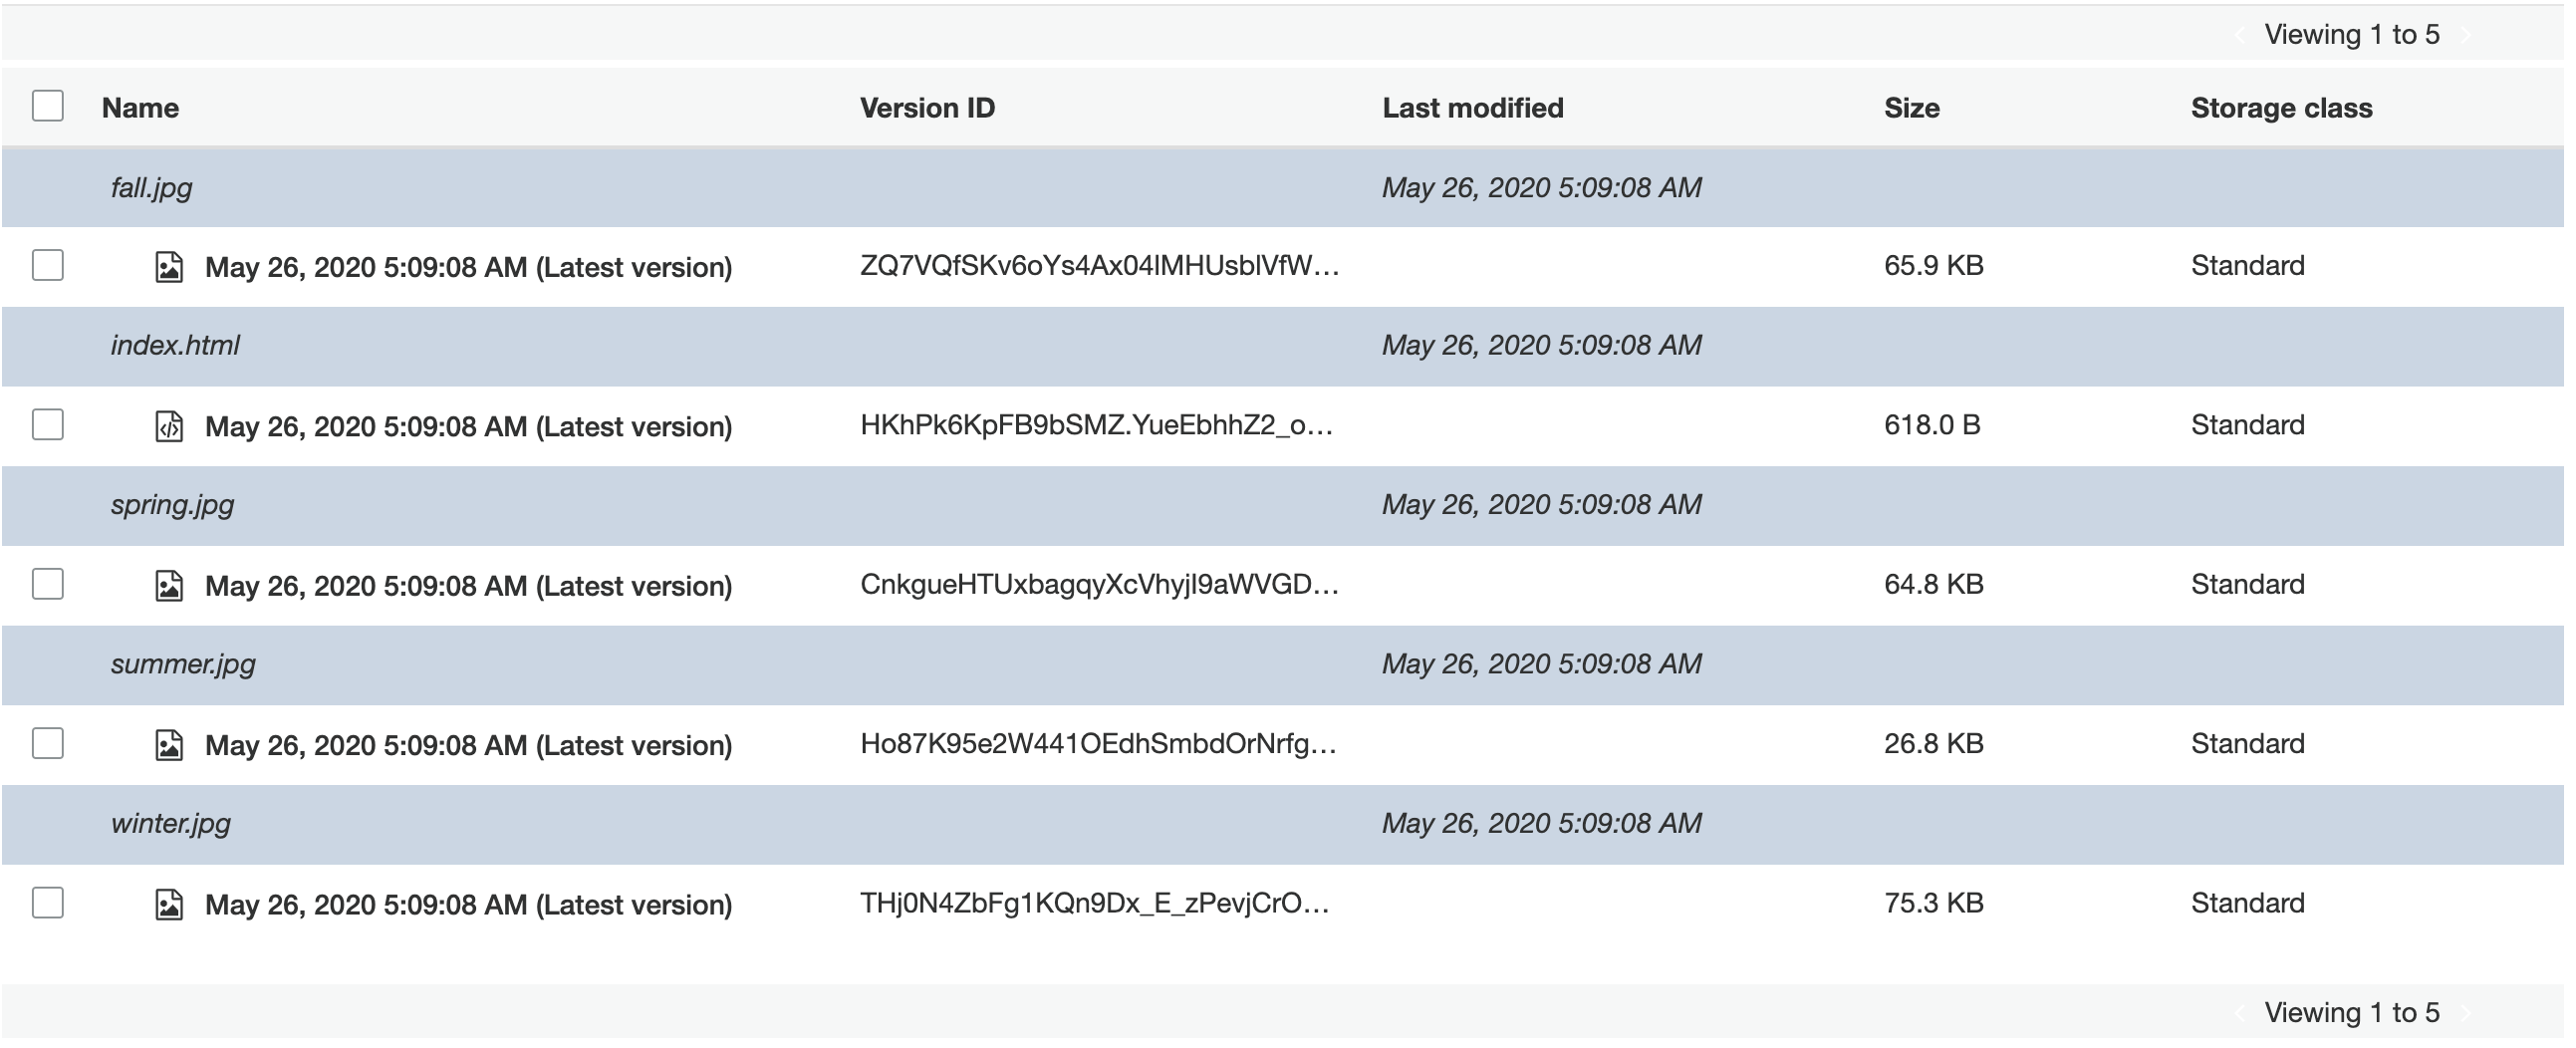 Viewing 1 to 5
Name Version ID Last modified Size Storage class
fall.jpg May 26, 2020 5:09:08 AM
May 26, 2020 5:09:08 AM (Latest version) ZQ7VQfSKv6oYs4Ax04IMHUsblVfW... 65.9 KB Standard
index.html May 26, 2020 5:09:08 AM
May 26, 2020 5:09:08 AM (Latest version) HKhPk6KpFB9bSMZ.YueEbhhZ2_o... 618.0 B Standard
spring.jpg May 26, 2020 5:09:08 AM
May 26, 2020 5:09:08 AM (Latest version) CnkgueHTUxbagqyXcVhyjI9aWVGD... 64.8 KB Standard
summer.jpg May 26, 2020 5:09:08 AM
May 26, 2020 5:09:08 AM (Latest version) Ho87K95e2W441OEdhSmbdOrNrfg... 26.8 KB Standard
winter.jpg May 26, 2020 5:09:08 AM
May 26, 2020 5:09:08 AM (Latest version) THj0N4ZbFg1KQn9Dx_E_zPevjCrO... 75.3 KB Standard
Viewing 1 to 5